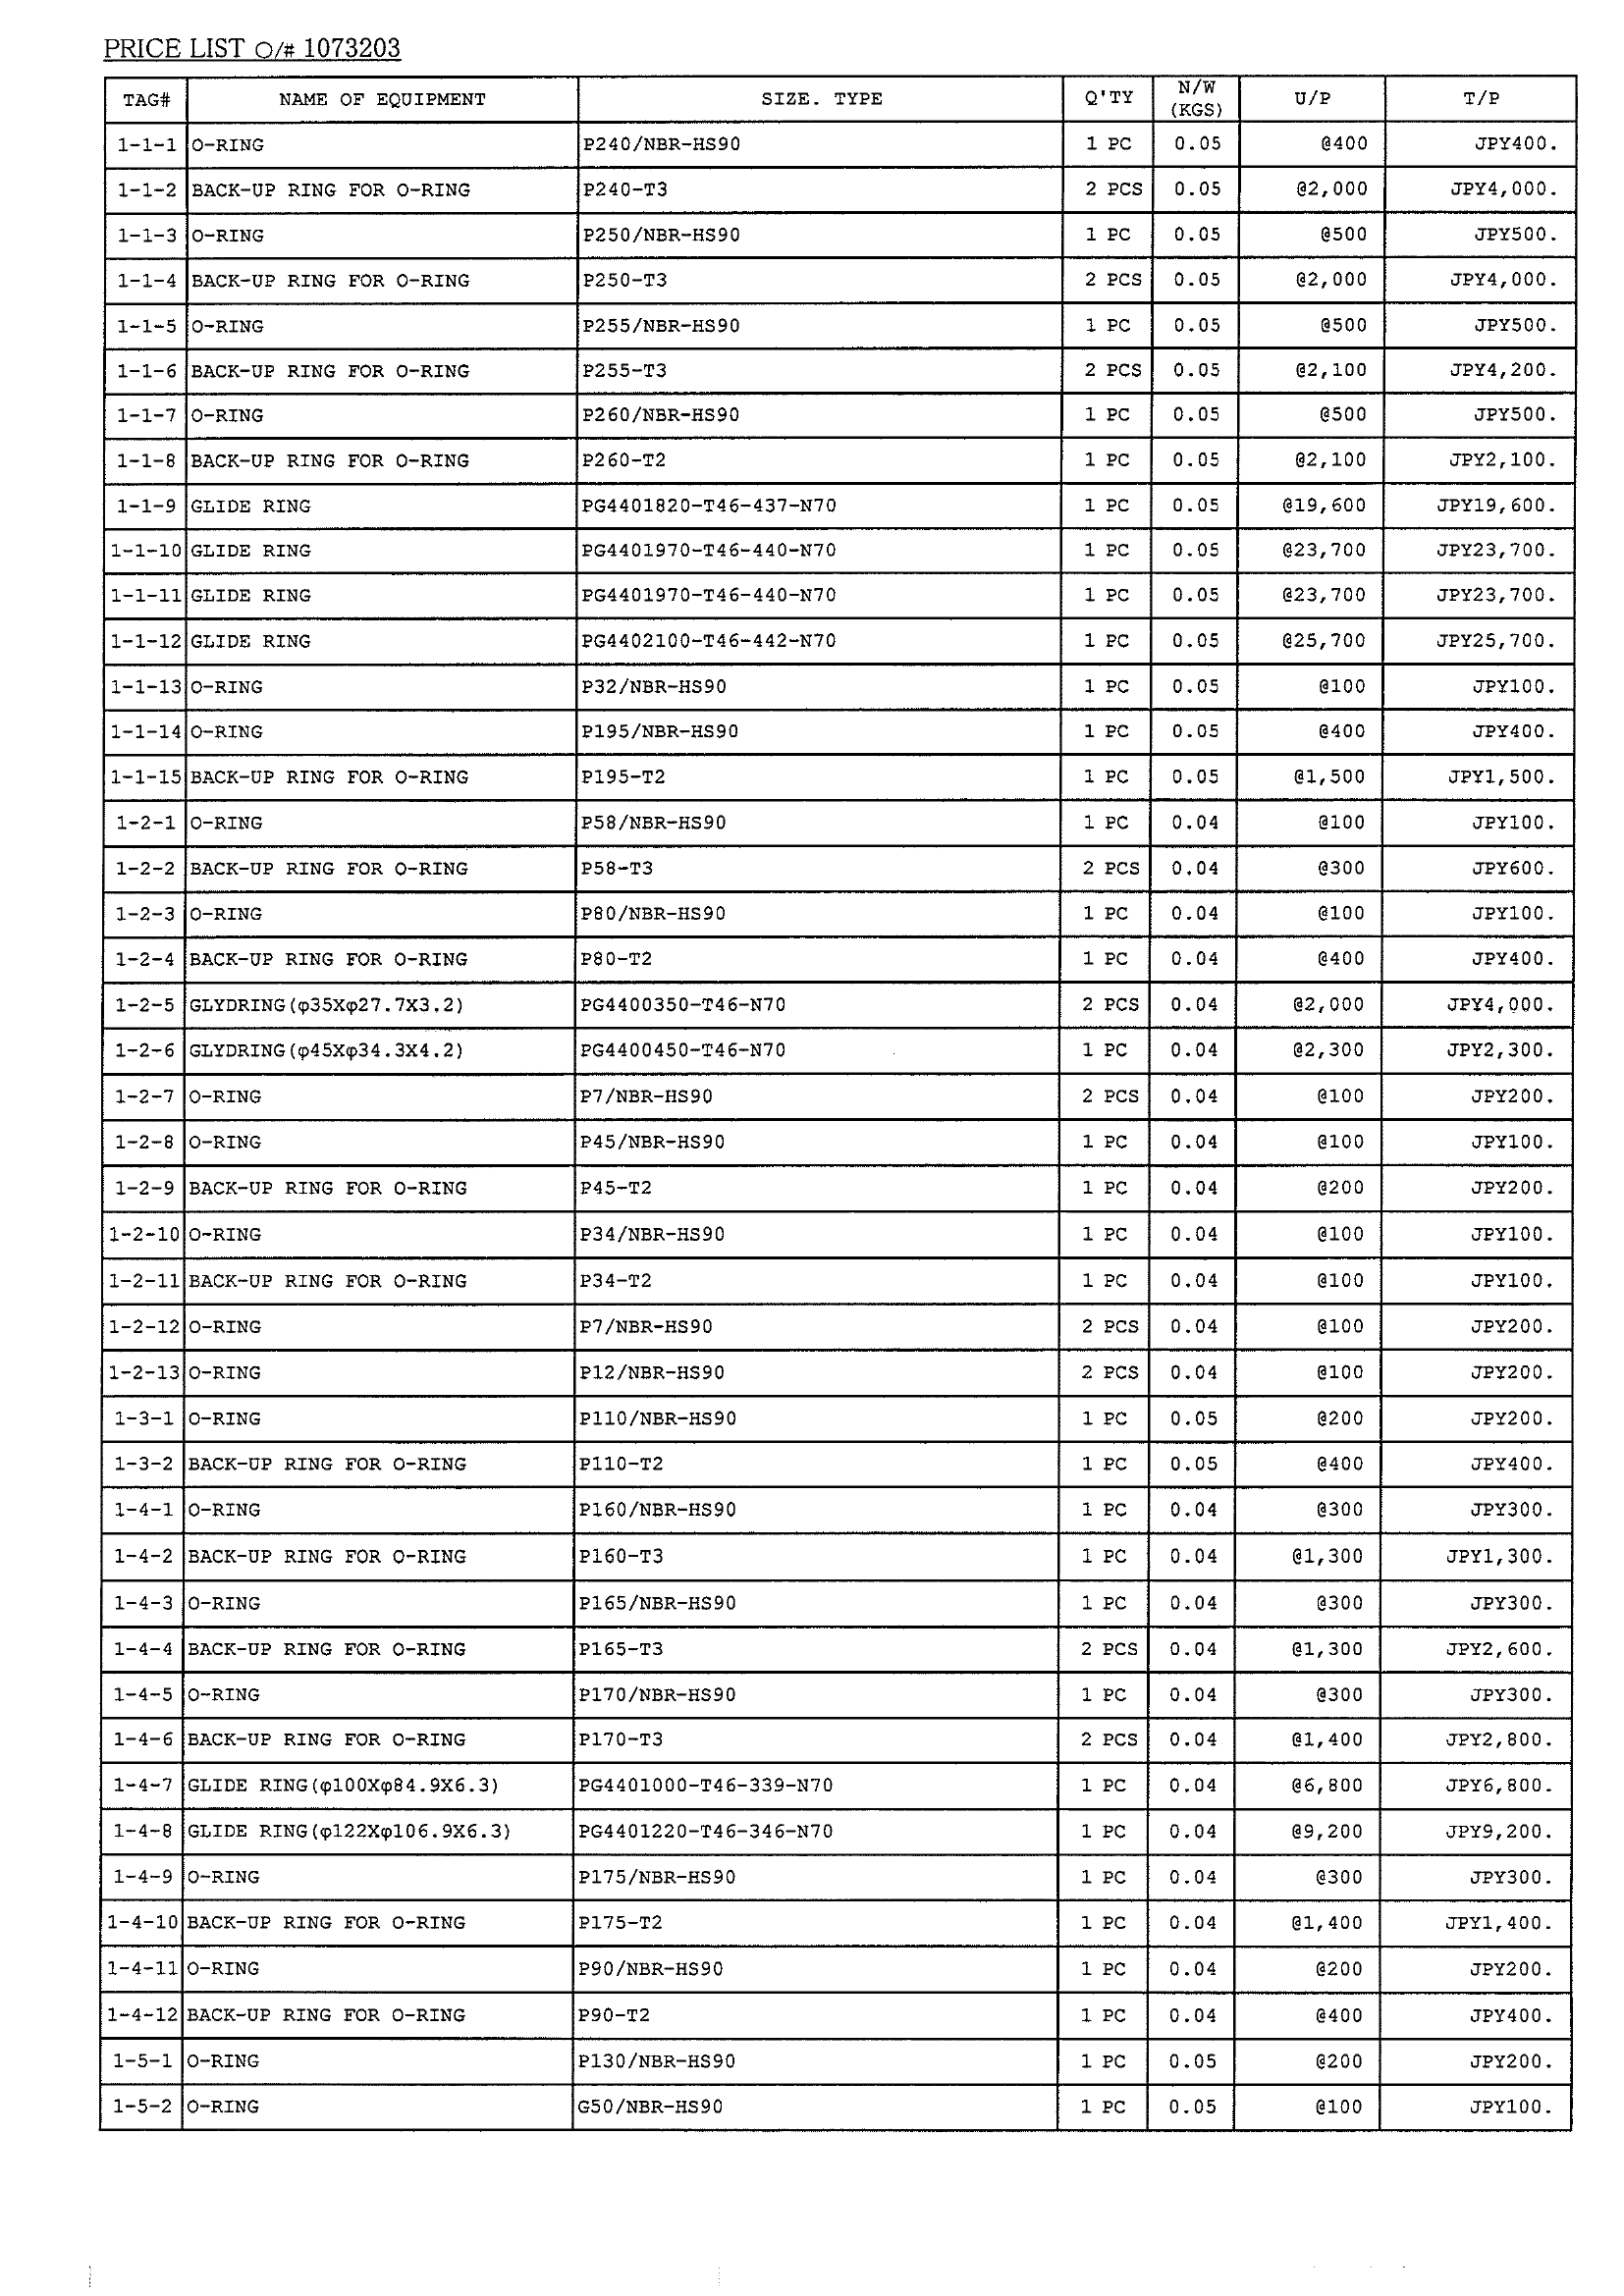 PRICE LIST O/# 1073203
TAG# NAME OF EQUIPMENT SIZE. TYPE Q'TY N/W (KGS) U/P T/P
1-1-1 O-RING P240/NBR-HS90 1 PC 0.05 @400 JPY400.
1-1-2 BACK-UP RING FOR O-RING P240-T3 2 PCS 0.05 @2,000 JPY4,000.
1-1-3 O-RING P250/NBR-HS90 1 PC 0.05 @500 JPY500.
1-1-4 BACK-UP RING FOR O-RING P250-T3 2 PCS 0.05 @2,000 JPY4,000.
1-1-5 O-RING P255/NBR-HS90 1 PC 0.05 @500 JPY500.
1-1-6 BACK-UP RING FOR O-RING P255-T3 2 PCS 0.05 @2,100 JPY4,200.
1-1-7 O-RING P260/NBR-HS90 1 PC 0.05 @500 JPY500.
1-1-8 BACK-UP RING FOR O-RING P260-T2 1 PC 0.05 @2,100 JPY2,100.
1-1-9 GLIDE RING PG4401820-T46-437-N70 1 PC 0.05 @19,600 JPY19,600.
1-1-10 GLIDE RING PG4401970-T46-440-N70 1 PC 0.05 @23,700 JPY23,700.
1-1-11 GLIDE RING PG4401970-T46-440-N70 1 PC 0.05 @23,700 JPY23,700.
1-1-12 GLIDE RING PG4402100-T46-442-N70 1 PC 0.05 @25,700 JPY25,700.
1-1-13 O-RING P32/NBR-HS90 1 PC 0.05 @100 JPY100.
1-1-14 O-RING P195/NBR-HS90 1 PC 0.05 @400 JPY400.
1-1-15 BACK-UP RING FOR O-RING P195-T2 1 PC 0.05 @1,500 JPY1,500.
1-2-1 O-RING P58/NBR-HS90 1 PC 0.04 @100 JPY100.
1-2-2 BACK-UP RING FOR O-RING P58-T3 2 PCS 0.04 @300 JPY600.
1-2-3 O-RING P80/NBR-HS90 1 PC 0.04 @100 JPY100.
1-2-4 BACK-UP RING FOR O-RING P80-T2 1 PC 0.04 @400 JPY400.
1-2-5 GLYDRING(φ35Xφ27.7X3.2) PG4400350-T46-N70 2 PCS 0.04 @2,000 JPY4,000.
1-2-6 GLYDRING(φ45Xφ34.3X4.2) PG4400450-T46-N70 1 PC 0.04 @2,300 JPY2,300.
1-2-7 O-RING P7/NBR-HS90 2 PCS 0.04 @100 JPY200.
1-2-8 O-RING P45/NBR-HS90 1 PC 0.04 @100 JPY100.
1-2-9 BACK-UP RING FOR O-RING P45-T2 1 PC 0.04 @200 JPY200.
1-2-10 O-RING P34/NBR-HS90 1 PC 0.04 @100 JPY100.
1-2-11 BACK-UP RING FOR O-RING P34-T2 1 PC 0.04 @100 JPY100.
1-2-12 O-RING P7/NBR-HS90 2 PCS 0.04 @100 JPY200.
1-2-13 O-RING P12/NBR-HS90 2 PCS 0.04 @100 JPY200.
1-3-1 O-RING P110/NBR-HS90 1 PC 0.05 @200 JPY200.
1-3-2 BACK-UP RING FOR O-RING P110-T2 1 PC 0.05 @400 JPY400.
1-4-1 O-RING P160/NBR-HS90 1 PC 0.04 @300 JPY300.
1-4-2 BACK-UP RING FOR O-RING P160-T3 1 PC 0.04 @1,300 JPY1,300.
1-4-3 O-RING P165/NBR-HS90 1 PC 0.04 @300 JPY300.
1-4-4 BACK-UP RING FOR O-RING P165-T3 2 PCS 0.04 @1,300 JPY2,600.
1-4-5 O-RING P170/NBR-HS90 1 PC 0.04 @300 JPY300.
1-4-6 BACK-UP RING FOR O-RING P170-T3 2 PCS 0.04 @1,400 JPY2,800.
1-4-7 GLIDE RING(φ100Xφ84.9X6.3) PG4401000-T46-339-N70 1 PC 0.04 @6,800 JPY6,800.
1-4-8 GLIDE RING(φ122Xφ106.9X6.3) PG4401220-T46-346-N70 1 PC 0.04 @9,200 JPY9,200.
1-4-9 O-RING P175/NBR-HS90 1 PC 0.04 @300 JPY300.
1-4-10 BACK-UP RING FOR O-RING P175-T2 1 PC 0.04 @1,400 JPY1,400.
1-4-11 O-RING P90/NBR-HS90 1 PC 0.04 @200 JPY200.
1-4-12 BACK-UP RING FOR O-RING P90-T2 1 PC 0.04 @400 JPY400.
1-5-1 O-RING P130/NBR-HS90 1 PC 0.05 @200 JPY200.
1-5-2 O-RING G50/NBR-HS90 1 PC 0.05 @100 JPY100.